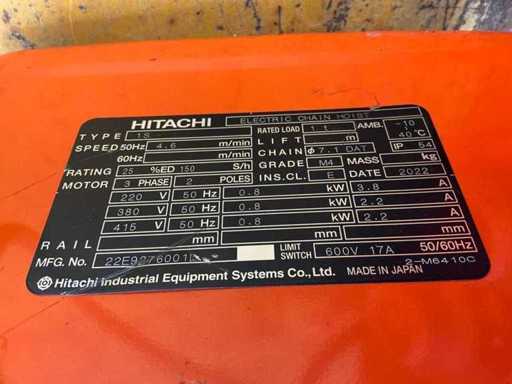 HITACHI ELECTRIC CHAIN HOIST
TYPE 1S RATED LOAD 1 t AMB. -10
SPEED 50Hz 4.6 m/min LIFT m 40℃
60Hz m/min CHAIN φ7.1 DAT IP 54
RATING 25 %ED 150 S/h GRADE M4 MASS kg
MOTOR 3 PHASE 2 POLES INS.CL. E DATE 2022
220 V 50 Hz 0.8 kW 3.8 A
380 V 50 Hz 0.8 kW 2.2 A
415 V 50 Hz 0.8 kW 2.2 A
RAIL mm mm mm
MFG. No. 22E9276001 LIMIT SWITCH 600V 17A 50/60Hz
2-M6410C
Hitachi Industrial Equipment Systems Co.,Ltd. MADE IN JAPAN